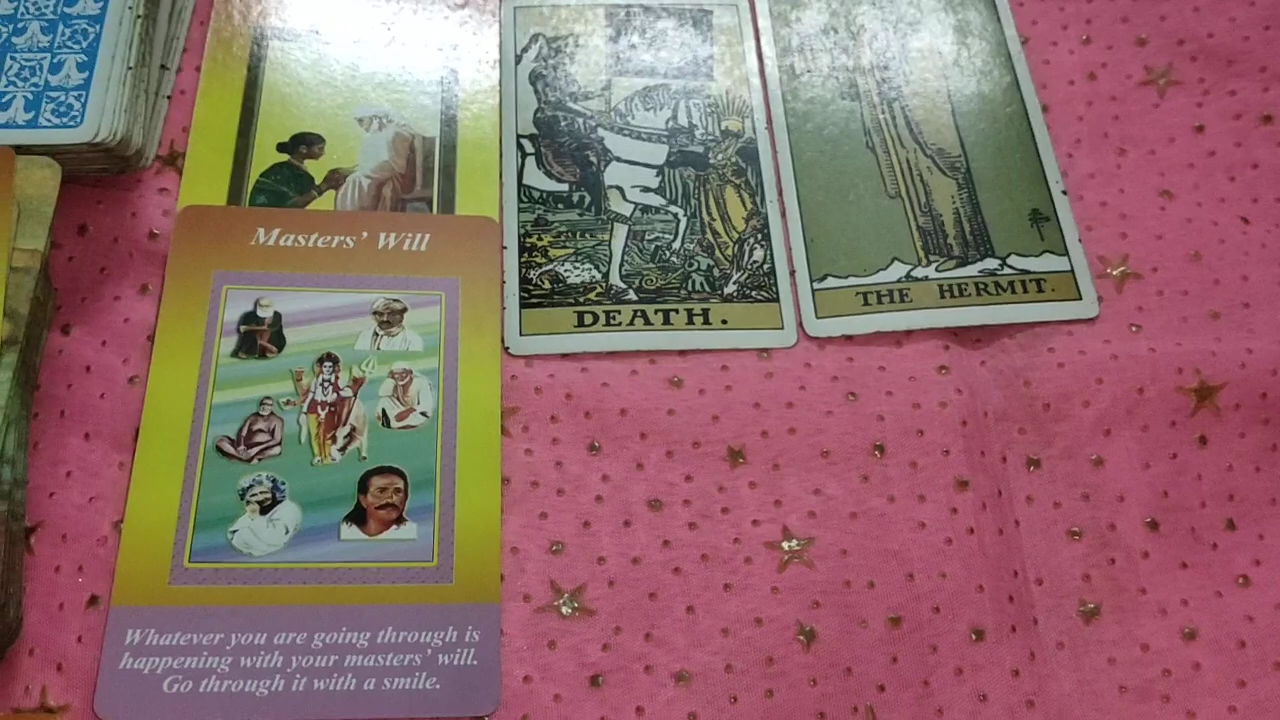 Masters' Will
Whatever you are going through is
happening with your masters' will.
Go through it with a smile.
DEATH.
THE HERMIT.